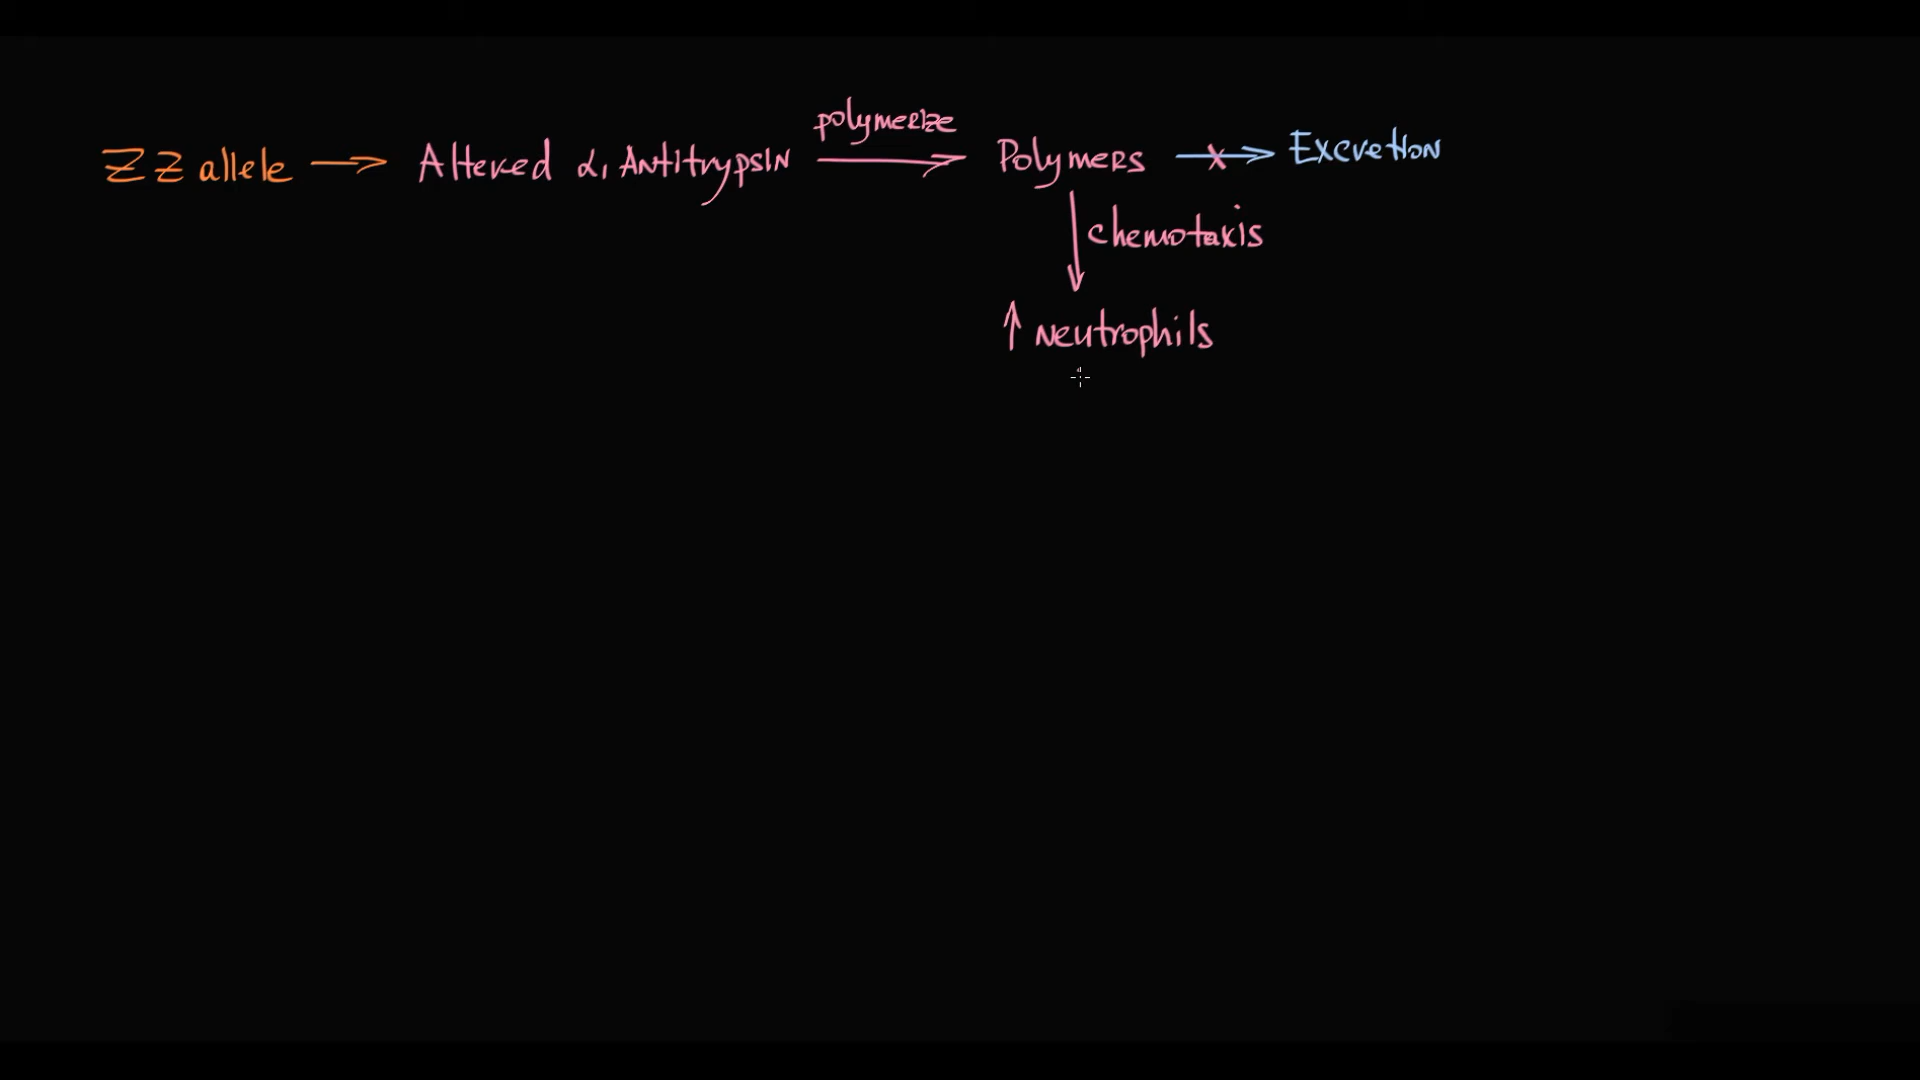 polymerize
ZZ allele → Altered α₁ Antitrypsin → Polymers -x→ Excretion
chemotaxis
↑ Neutrophils